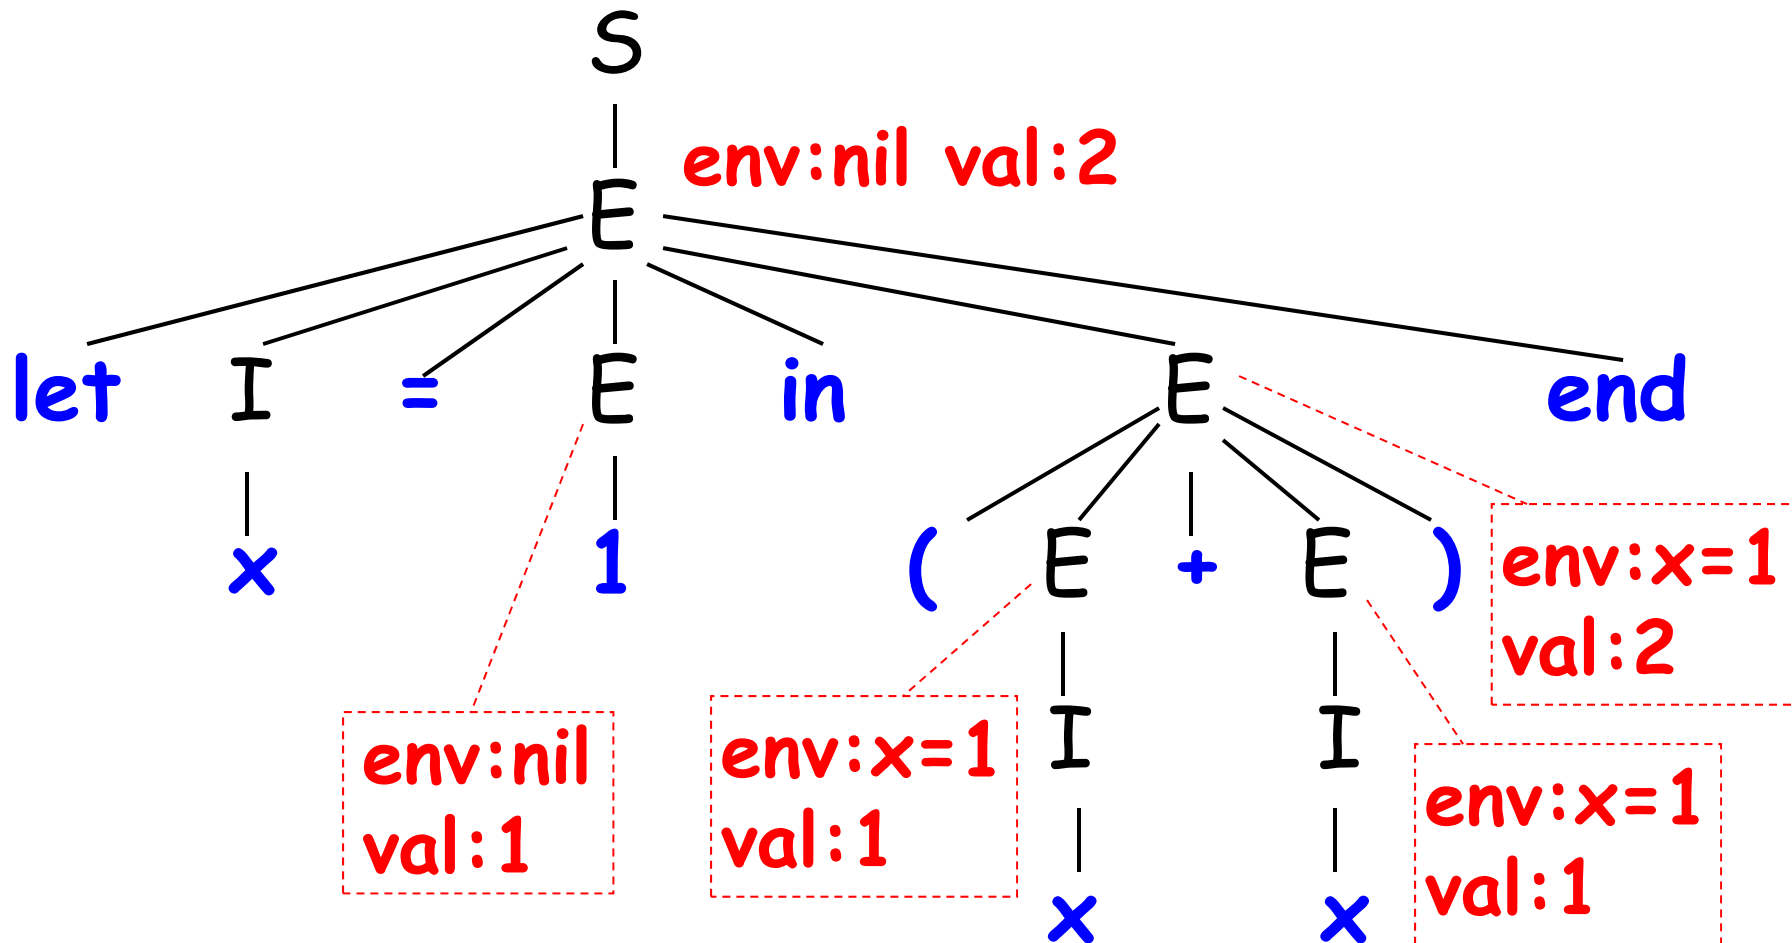 S
env:nil val:2
E
let I = E in E end
x 1 ( E + E )
env:x=1
val:2
env:nil
val:1
env:x=1
val:1
I I
env:x=1
val:1
x x